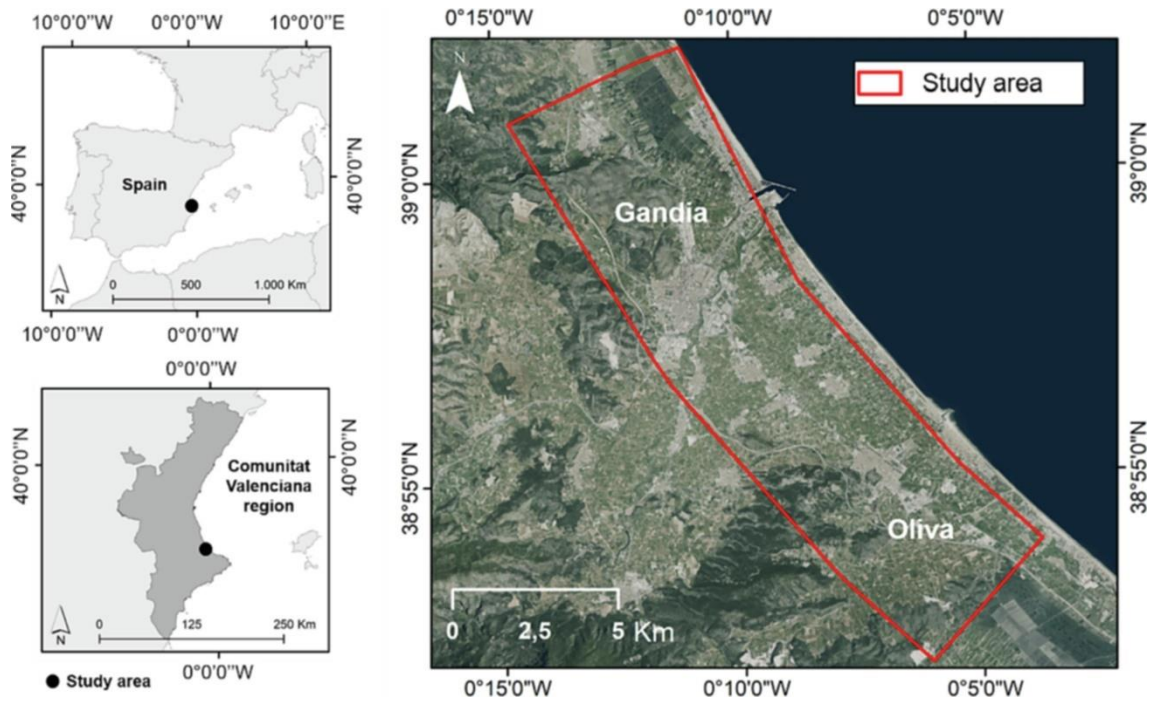 10°0'0"W 0°0'0"W 10°0'0"E
40°0'0"N
Spain
40°0'0"N
N
0 500 1.000 Km
10°0'0"W 0°0'0"W
0°0'0"W
40°0'0"N
Comunitat
Valenciana
region
40°0'0"N
N
0 125 250 Km
0°0'0"W
Study area
0°15'0"W 0°10'0"W 0°5'0"W
N
Study area
39°0'0"N
39°0'0"N
Gandia
38°55'0"N
38°55'0"N
Oliva
0 2,5 5 Km
0°15'0"W 0°10'0"W 0°5'0"W